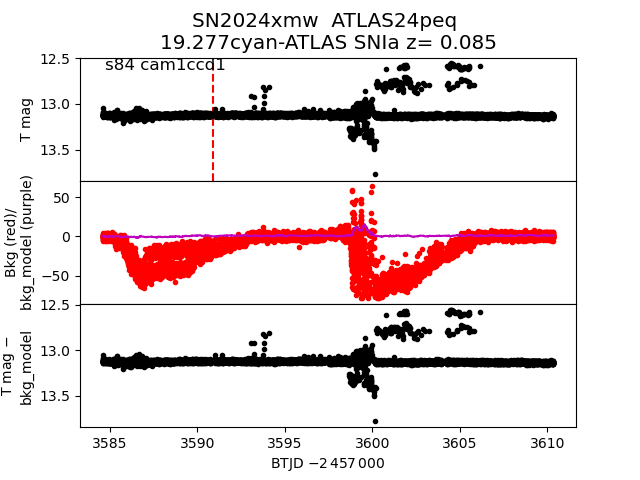 SN2024xmw ATLAS24peq
19.277cyan-ATLAS SNIa z= 0.085
s84 cam1ccd1
12.5
13.0
13.5
T mag
50
0
−50
Bkg (red)/
bkg_model (purple)
12.5
13.0
13.5
T mag −
bkg_model
3585 3590 3595 3600 3605 3610
BTJD −2 457 000